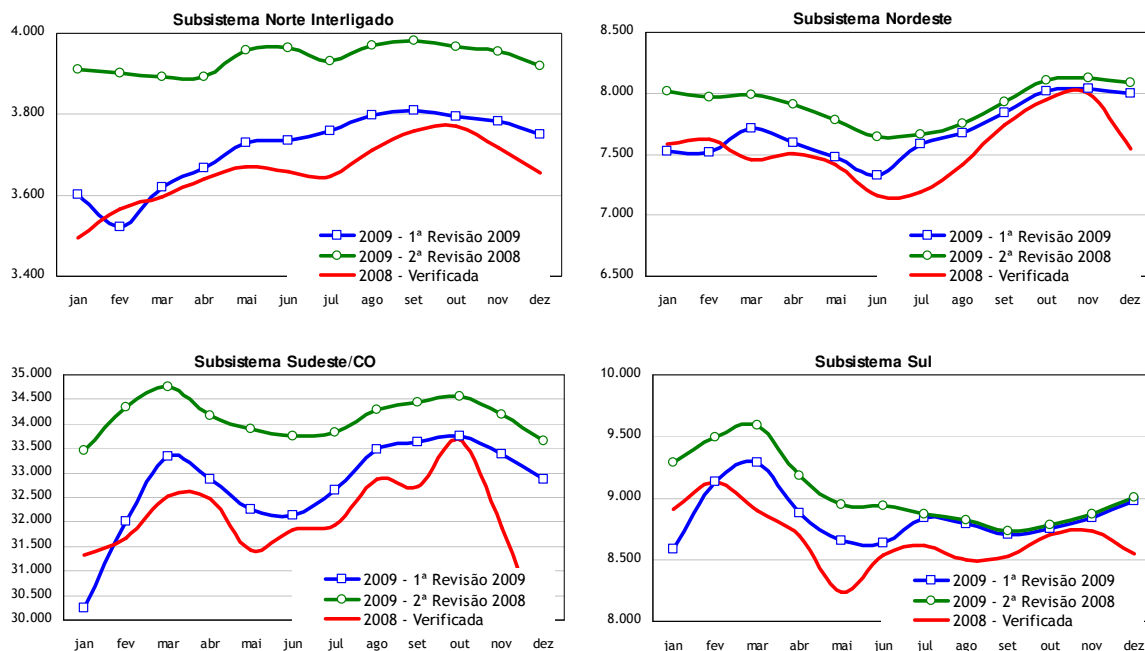 Subsistema Norte Interligado
4.000
3.800
3.600
3.400
2009 - 1ª Revisão 2009
2009 - 2ª Revisão 2008
2008 - Verificada
jan fev mar abr mai jun jul ago set out nov dez
Subsistema Nordeste
8.500
8.000
7.500
7.000
6.500
2009 - 1ª Revisão 2009
2009 - 2ª Revisão 2008
2008 - Verificada
jan fev mar abr mai jun jul ago set out nov dez
Subsistema Sudeste/CO
35.000
34.500
34.000
33.500
33.000
32.500
32.000
31.500
31.000
30.500
30.000
2009 - 1ª Revisão 2009
2009 - 2ª Revisão 2008
2008 - Verificada
jan fev mar abr mai jun jul ago set out nov dez
Subsistema Sul
10.000
9.500
9.000
8.500
8.000
2009 - 1ª Revisão 2009
2009 - 2ª Revisão 2008
2008 - Verificada
jan fev mar abr mai jun jul ago set out nov dez